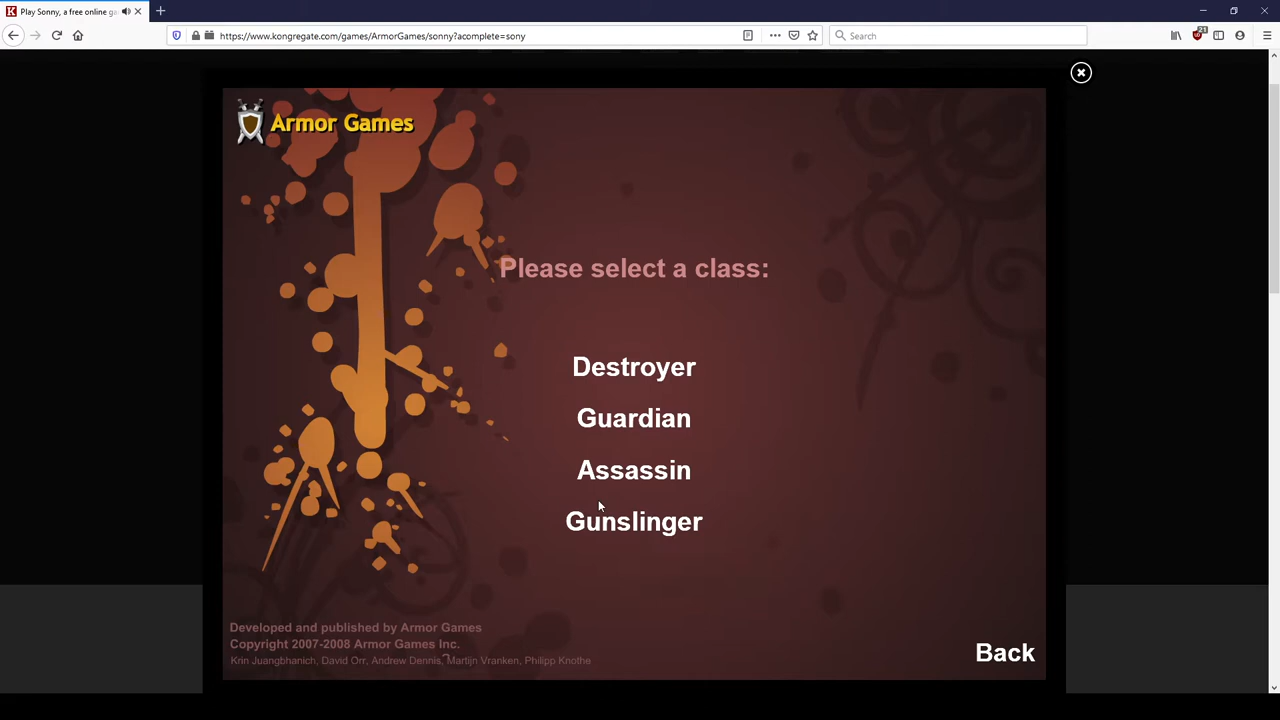 Play Sonny, a free online ga
https://www.kongregate.com/games/ArmorGames/sonny?acomplete=sony
Search
Armor Games
Please select a class:
Destroyer
Guardian
Assassin
Gunslinger
Developed and published by Armor Games
Copyright 2007-2008 Armor Games Inc.
Krin Juangbhanich, David Orr, Andrew Dennis, Martijn Vranken, Philipp Knothe
Back